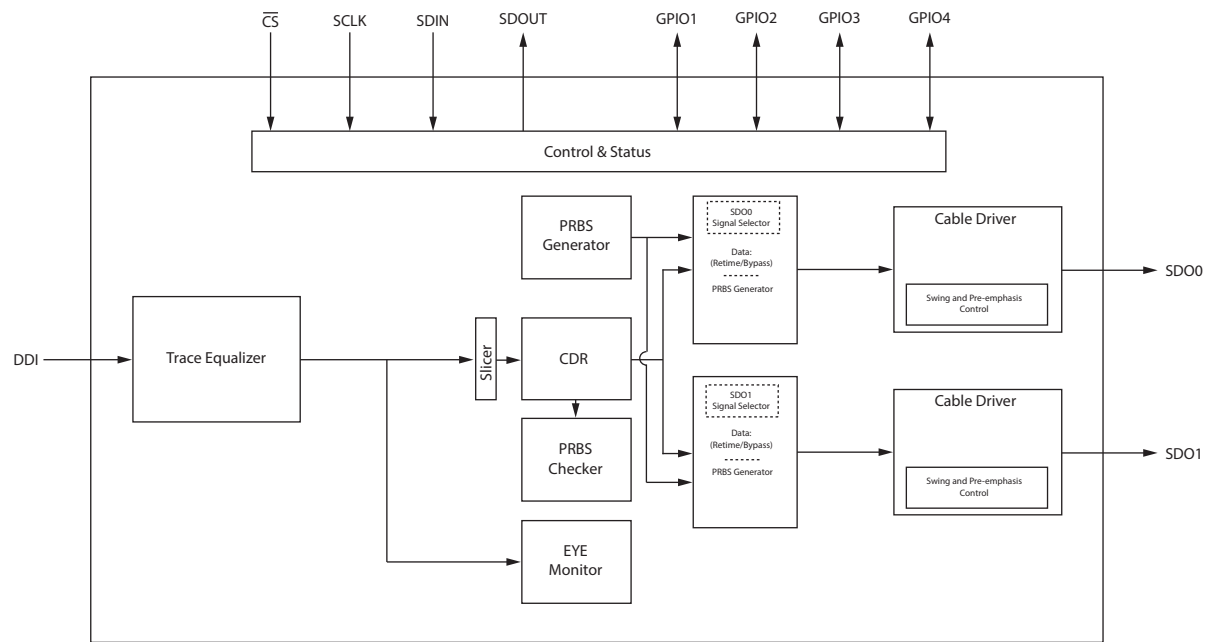 CS SCLK SDIN SDOUT GPIO1 GPIO2 GPIO3 GPIO4
Control & Status
PRBS
Generator
SDO0
Signal Selector
Data:
(Retime/Bypass)
PRBS Generator
Cable Driver
Swing and Pre-emphasis
Control
SDO0
DDI
Trace Equalizer
Slicer
CDR
PRBS
Checker
EYE
Monitor
SDO1
Signal Selector
Data:
(Retime/Bypass)
PRBS Generator
Cable Driver
Swing and Pre-emphasis
Control
SDO1